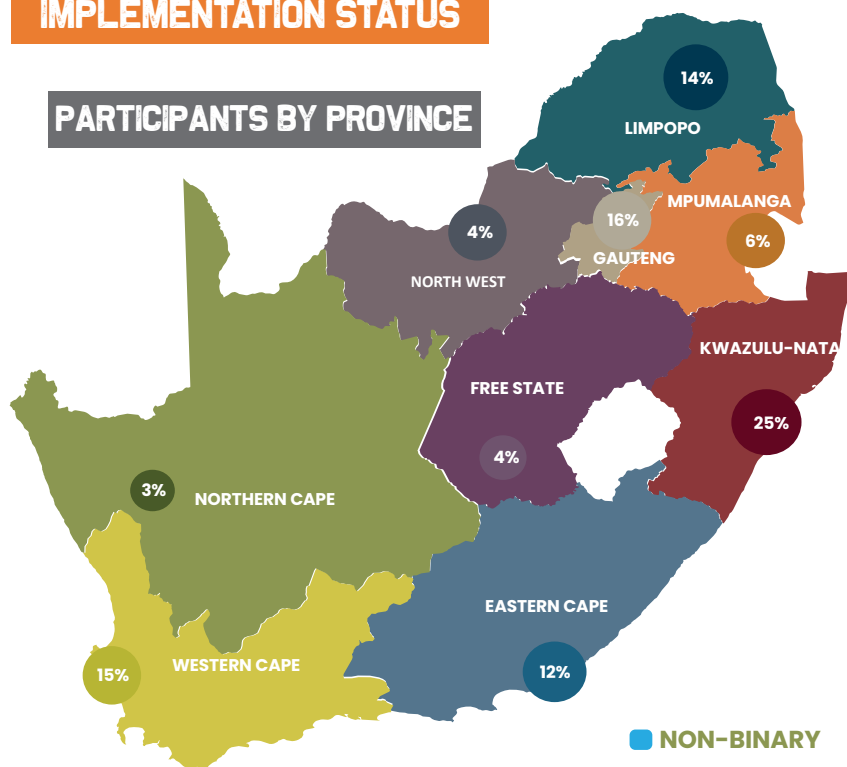 IMPLEMENTATION STATUS
PARTICIPANTS BY PROVINCE
14%
LIMPOPO
MPUMALANGA
16%
4%
6%
GAUTENG
NORTH WEST
KWAZULU-NATA
FREE STATE
25%
4%
3%
NORTHERN CAPE
EASTERN CAPE
WESTERN CAPE
15%
12%
NON-BINARY